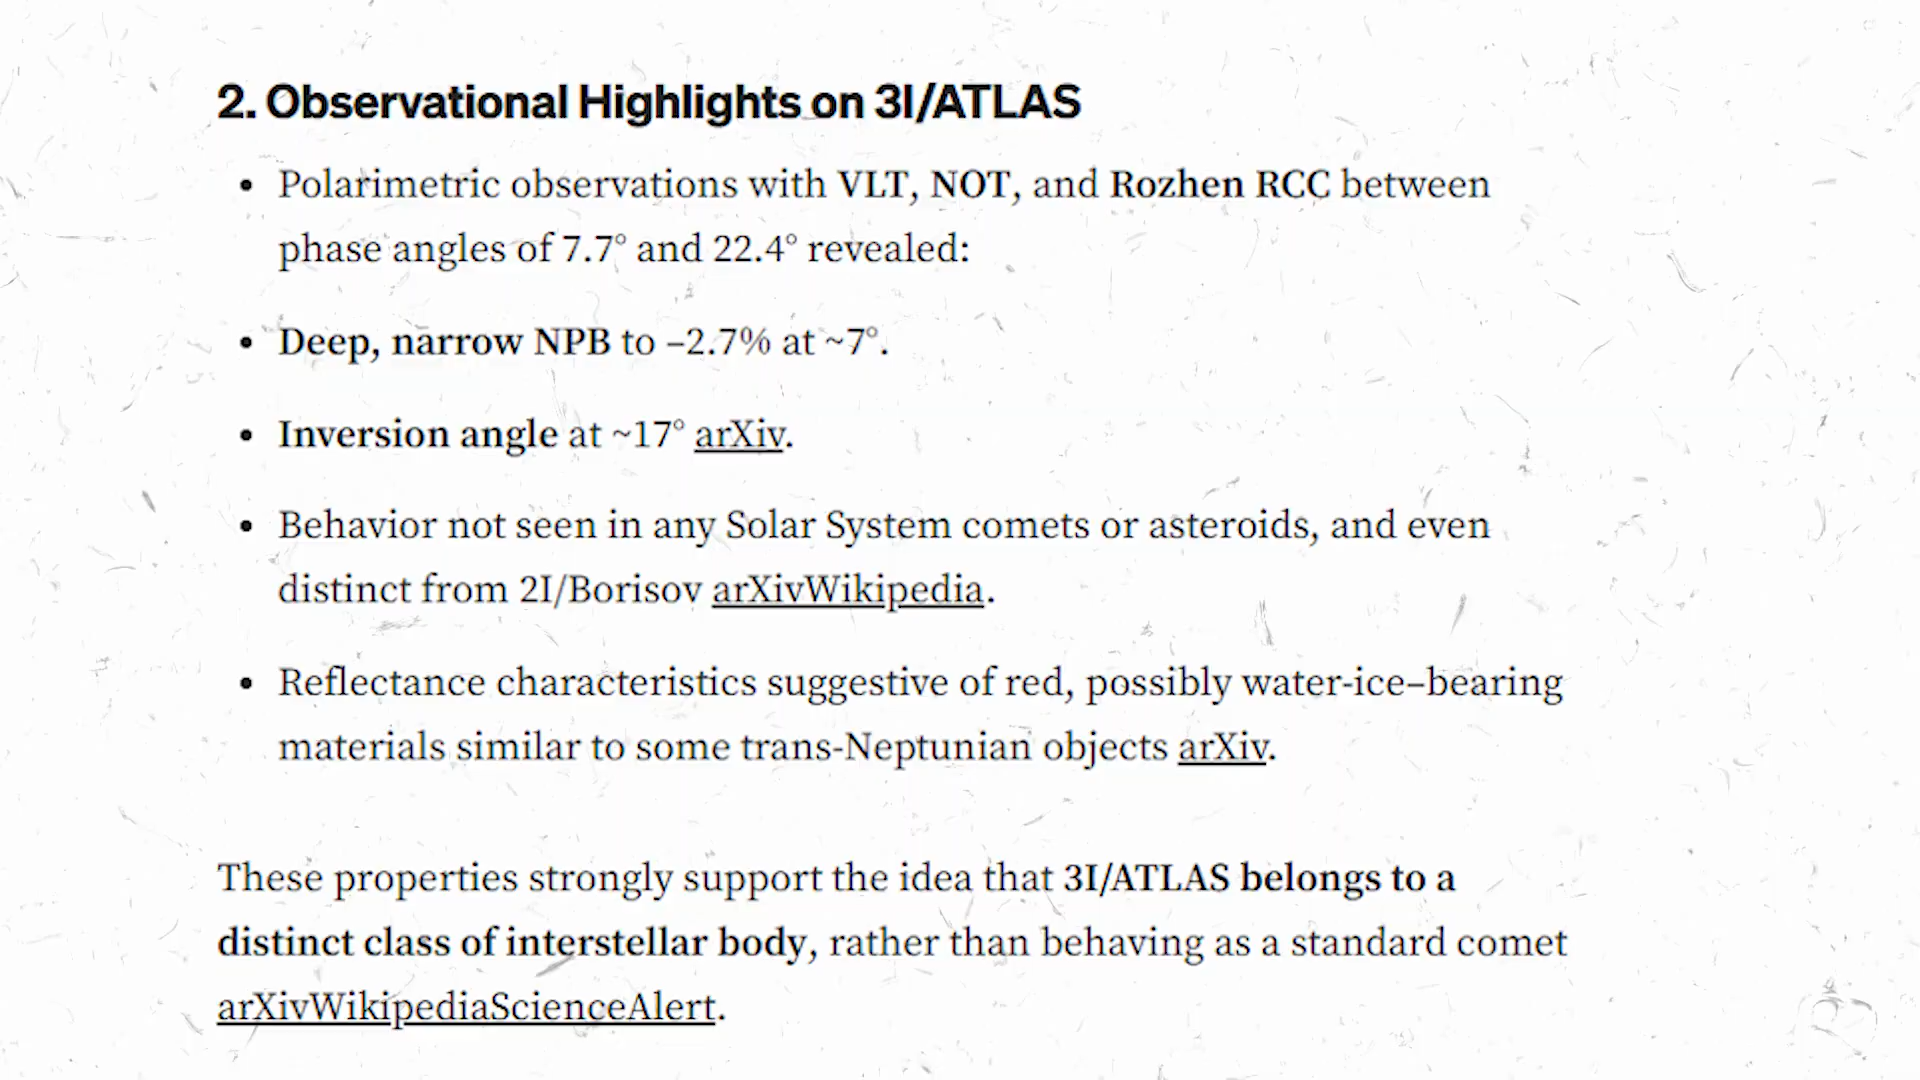 2. Observational Highlights on 3I/ATLAS
• Polarimetric observations with VLT, NOT, and Rozhen RCC between
phase angles of 7.7° and 22.4° revealed:
• Deep, narrow NPB to –2.7% at ~7°.
• Inversion angle at ~17° arXiv.
• Behavior not seen in any Solar System comets or asteroids, and even
distinct from 2I/Borisov arXivWikipedia.
• Reflectance characteristics suggestive of red, possibly water-ice–bearing
materials similar to some trans-Neptunian objects arXiv.
These properties strongly support the idea that 3I/ATLAS belongs to a
distinct class of interstellar body, rather than behaving as a standard comet
arXivWikipediaScienceAlert.